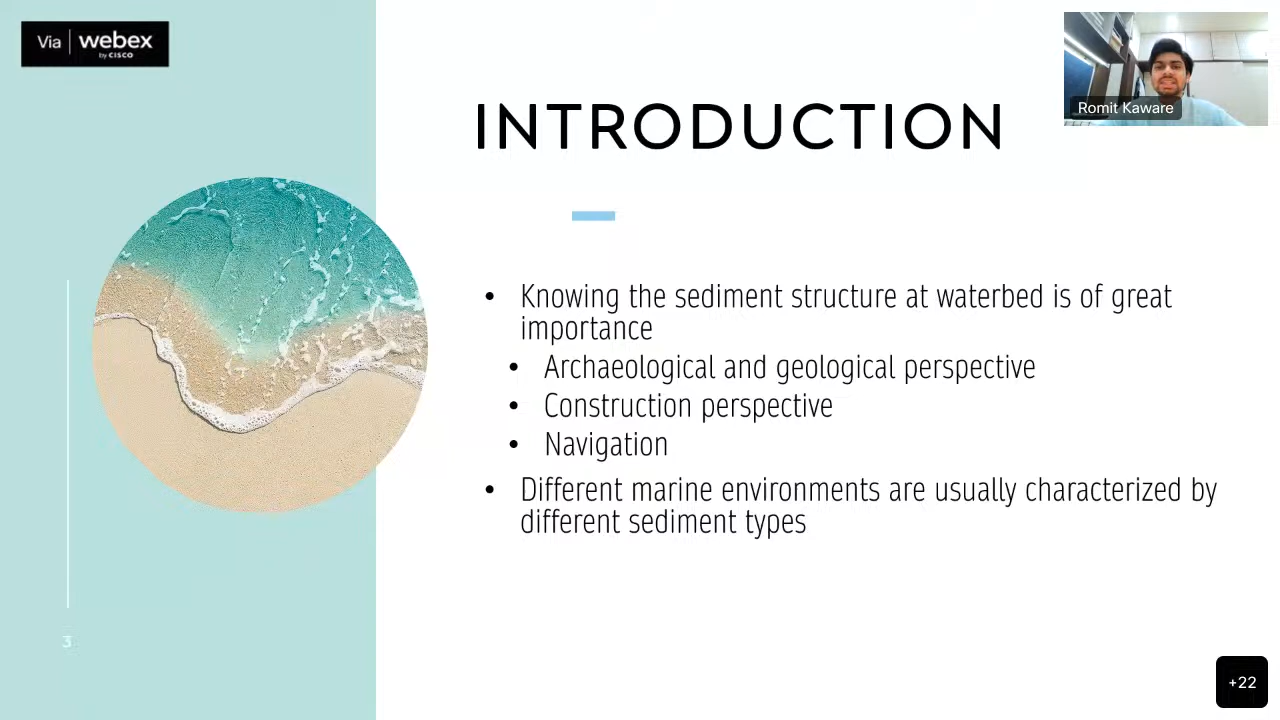 Via webex
by CISCO
Romit Kaware
INTRODUCTION
• Knowing the sediment structure at waterbed is of great
importance
• Archaeological and geological perspective
• Construction perspective
• Navigation
• Different marine environments are usually characterized by
different sediment types
3
+22